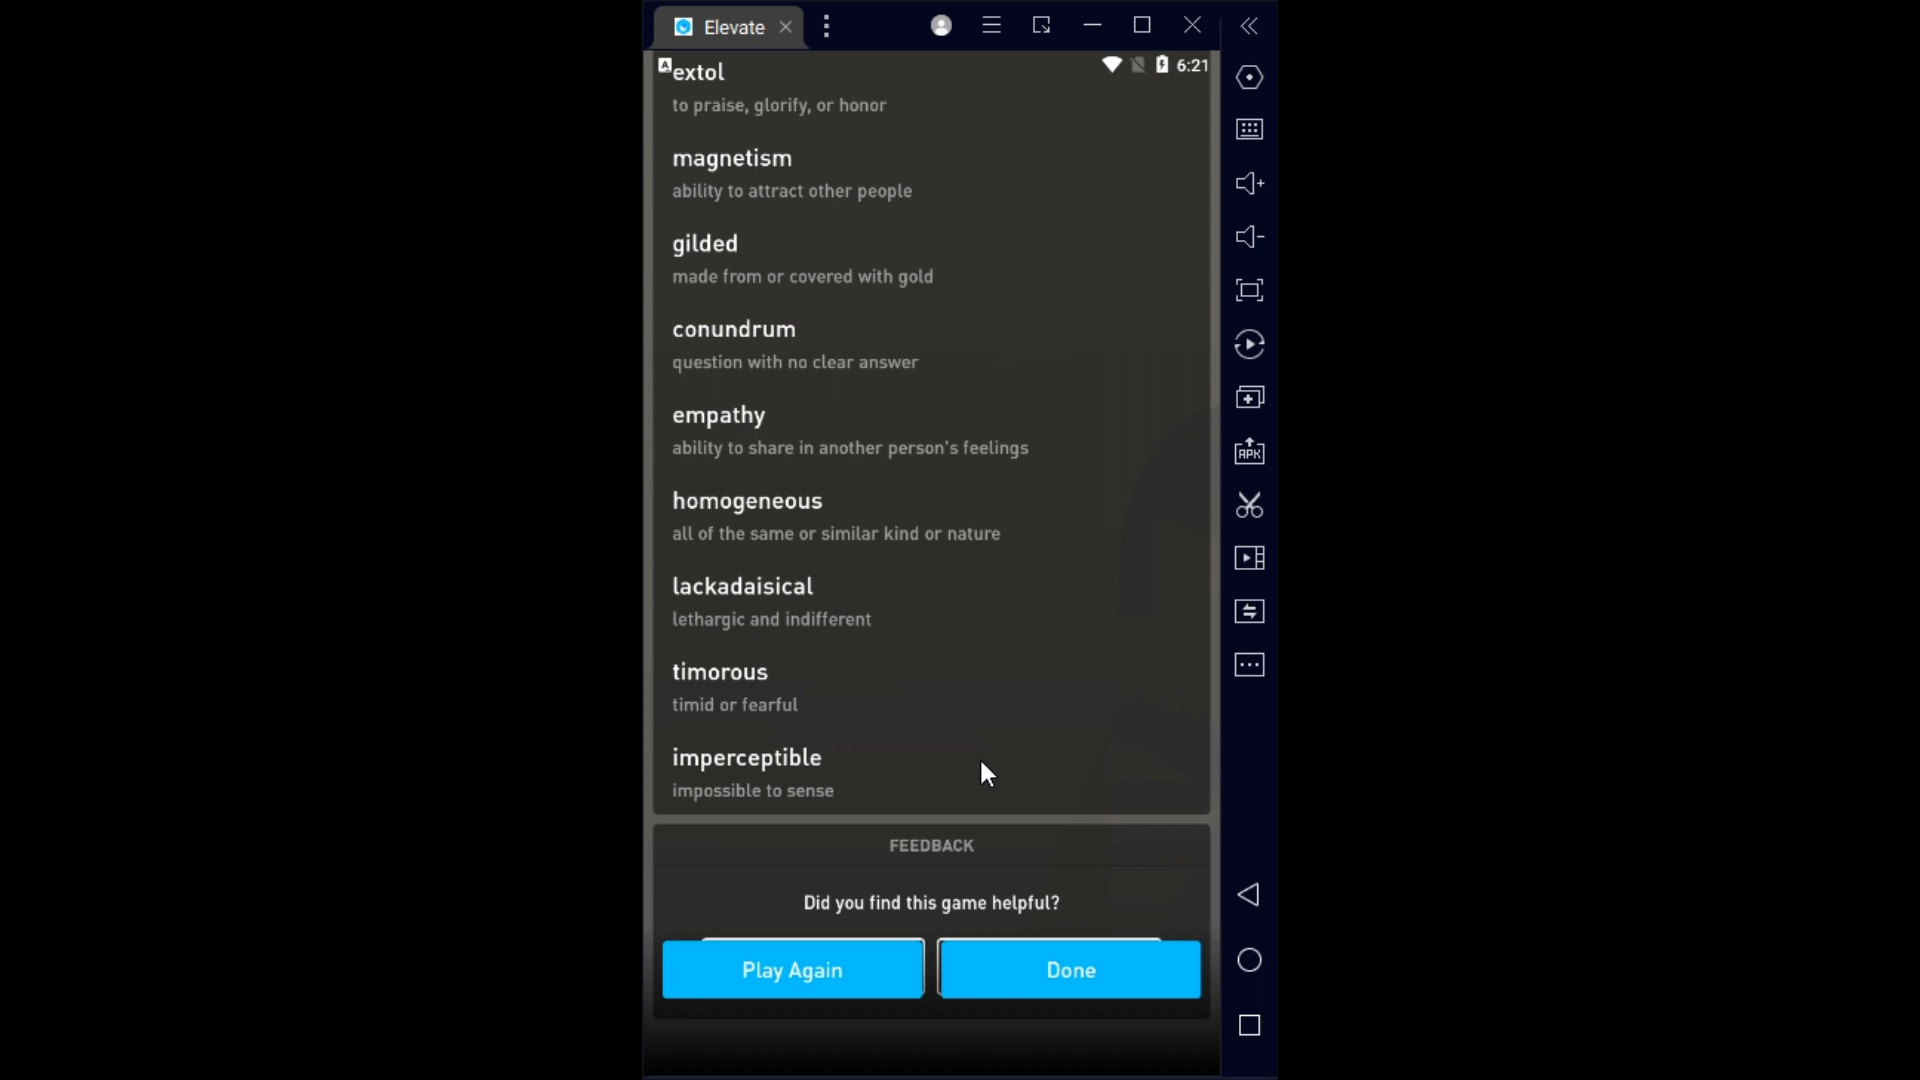 Elevate
A
6:21
extol
to praise, glorify, or honor
magnetism
ability to attract other people
gilded
made from or covered with gold
conundrum
question with no clear answer
empathy
ability to share in another person's feelings
homogeneous
all of the same or similar kind or nature
lackadaisical
lethargic and indifferent
timorous
timid or fearful
imperceptible
impossible to sense
FEEDBACK
Did you find this game helpful?
Play Again
Done
APK